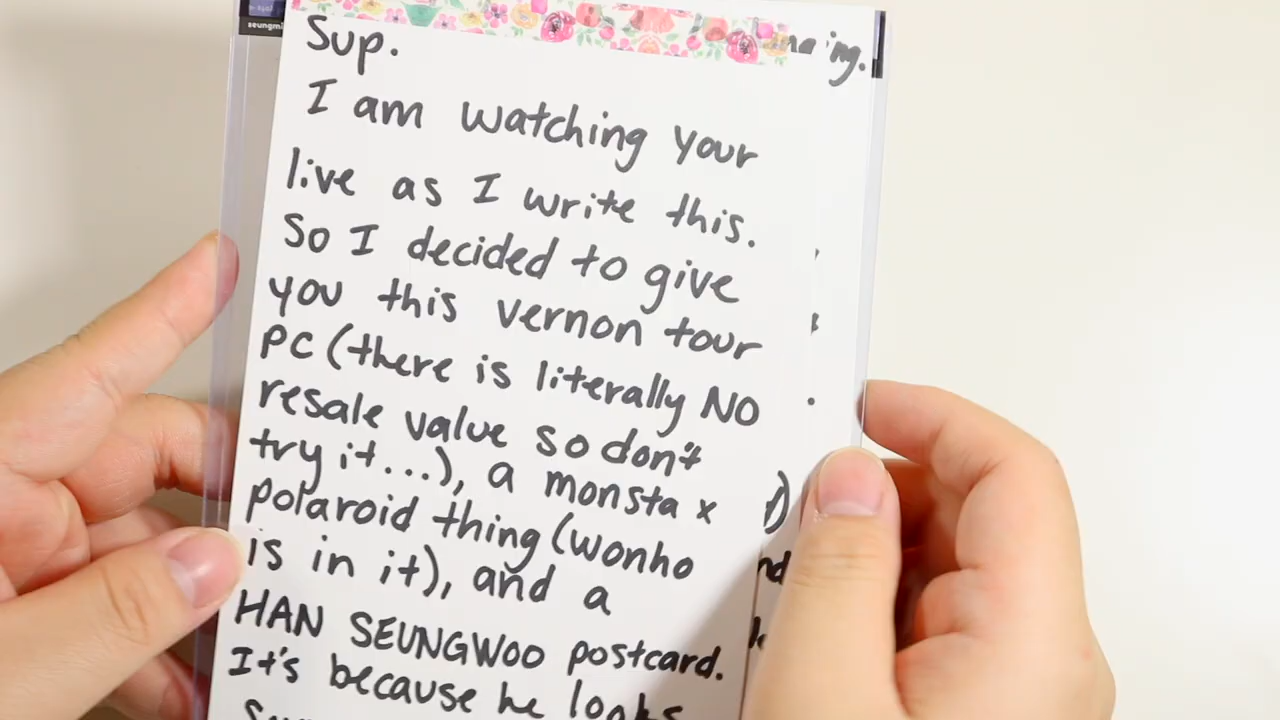 Sup.
I am watching your
live as I write this.
So I decided to give
you this vernon tour
PC (there is literally NO
resale value so don't
try it...), a monsta x
polaroid thing (wonho
is in it), and a
HAN SEUNGWOO postcard.
It's because he looks